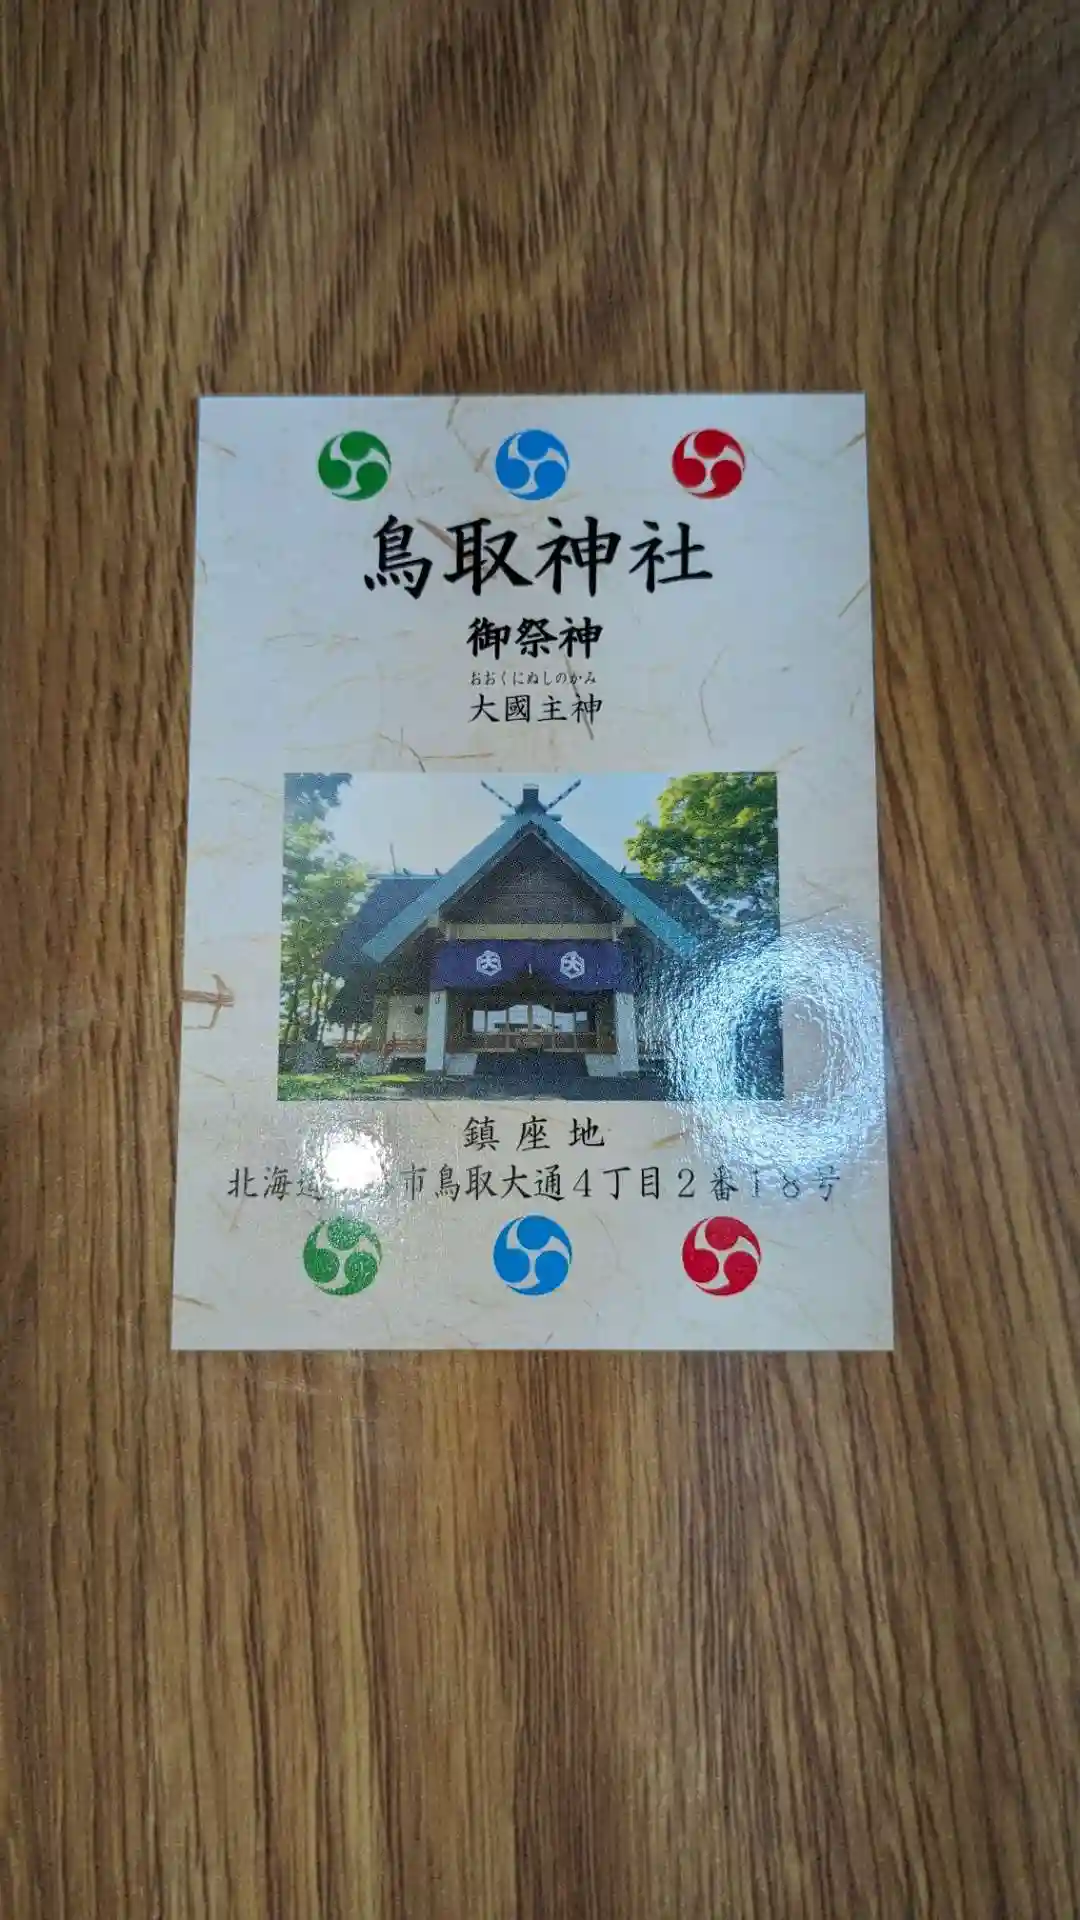 鳥取神社
御祭神
おおくにぬしのかみ
大國主神
大 大
鎮座地
北海道 市鳥取大通4丁目2番18号